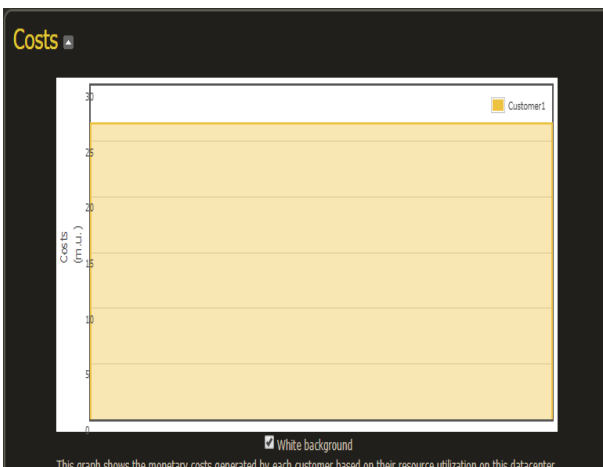 Costs
30
Customer1
25
20
Costs
(m.u.)
15
10
5
0
White background
This graph shows the monetary costs generated by each customer based on their resource utilization on this datacenter